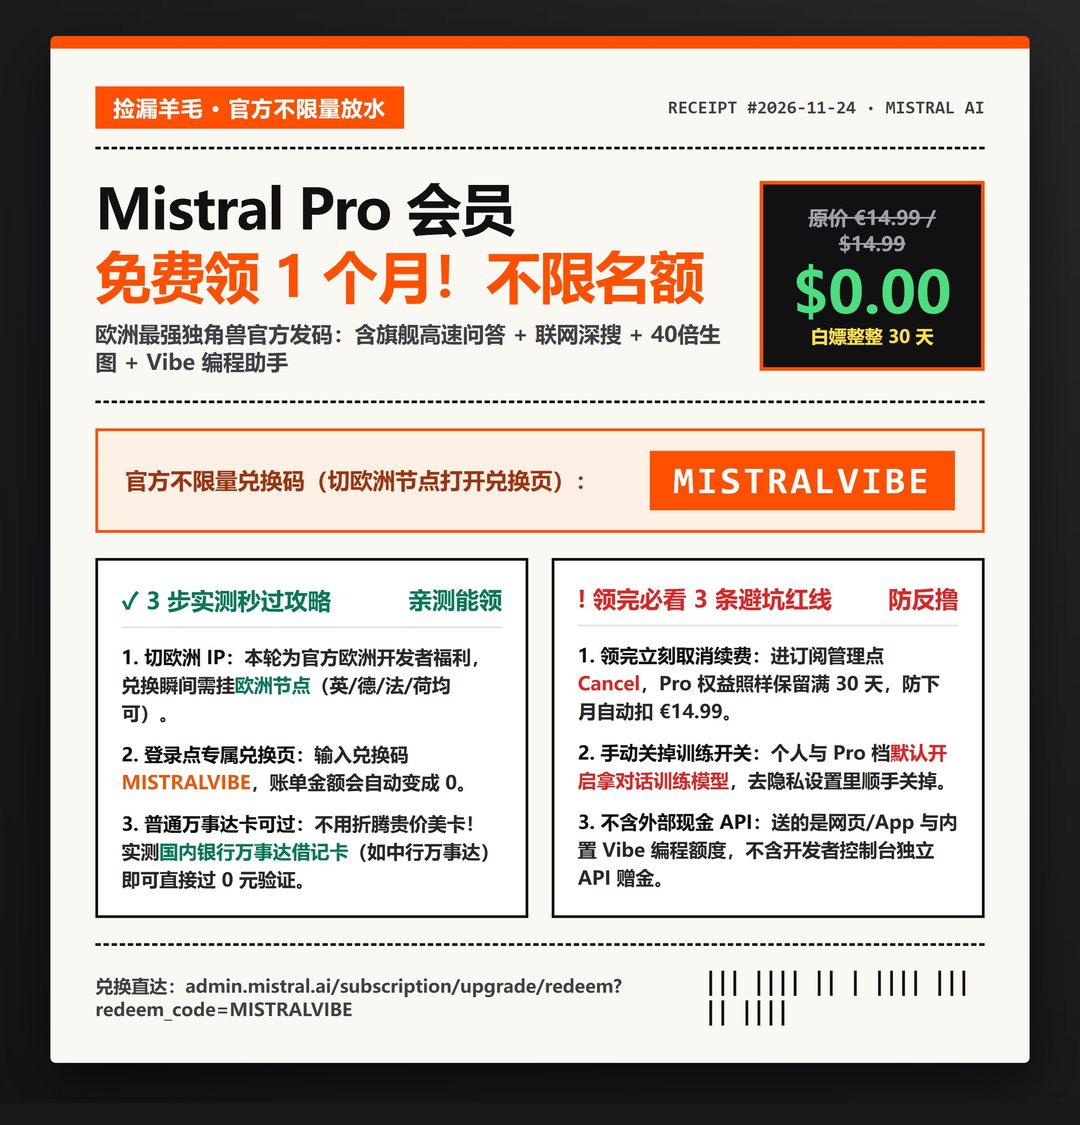 捡漏羊毛 · 官方不限量放水
RECEIPT #2026-11-24 · MISTRAL AI
Mistral Pro 会员
免费领 1 个月！不限名额
欧洲最强独角兽官方发码：含旗舰高速问答 + 联网深搜 + 40倍生
图 + Vibe 编程助手
原价 €14.99 /
$14.99
$0.00
白嫖整整 30 天
官方不限量兑换码（切欧洲节点打开兑换页）：
MISTRALVIBE
✓ 3 步实测秒过攻略
亲测能领
1. 切欧洲 IP：本轮为官方欧洲开发者福利，
兑换瞬间需挂欧洲节点（英/德/法/荷均
可）。
2. 登录点专属兑换页：输入兑换码
MISTRALVIBE，账单金额会自动变成 0。
3. 普通万事达卡可过：不用折腾贵价美卡！
实测国内银行万事达借记卡（如中行万事达）
即可直接过 0 元验证。
! 领完必看 3 条避坑红线
防反撸
1. 领完立刻取消续费：进订阅管理点
Cancel，Pro 权益照样保留满 30 天，防下
月自动扣 €14.99。
2. 手动关掉训练开关：个人与 Pro 档默认开
启拿对话训练模型，去隐私设置里顺手关掉。
3. 不含外部现金 API：送的是网页/App 与内
置 Vibe 编程额度，不含开发者控制台独立
API 赠金。
兑换直达：admin.mistral.ai/subscription/upgrade/redeem?
redeem_code=MISTRALVIBE